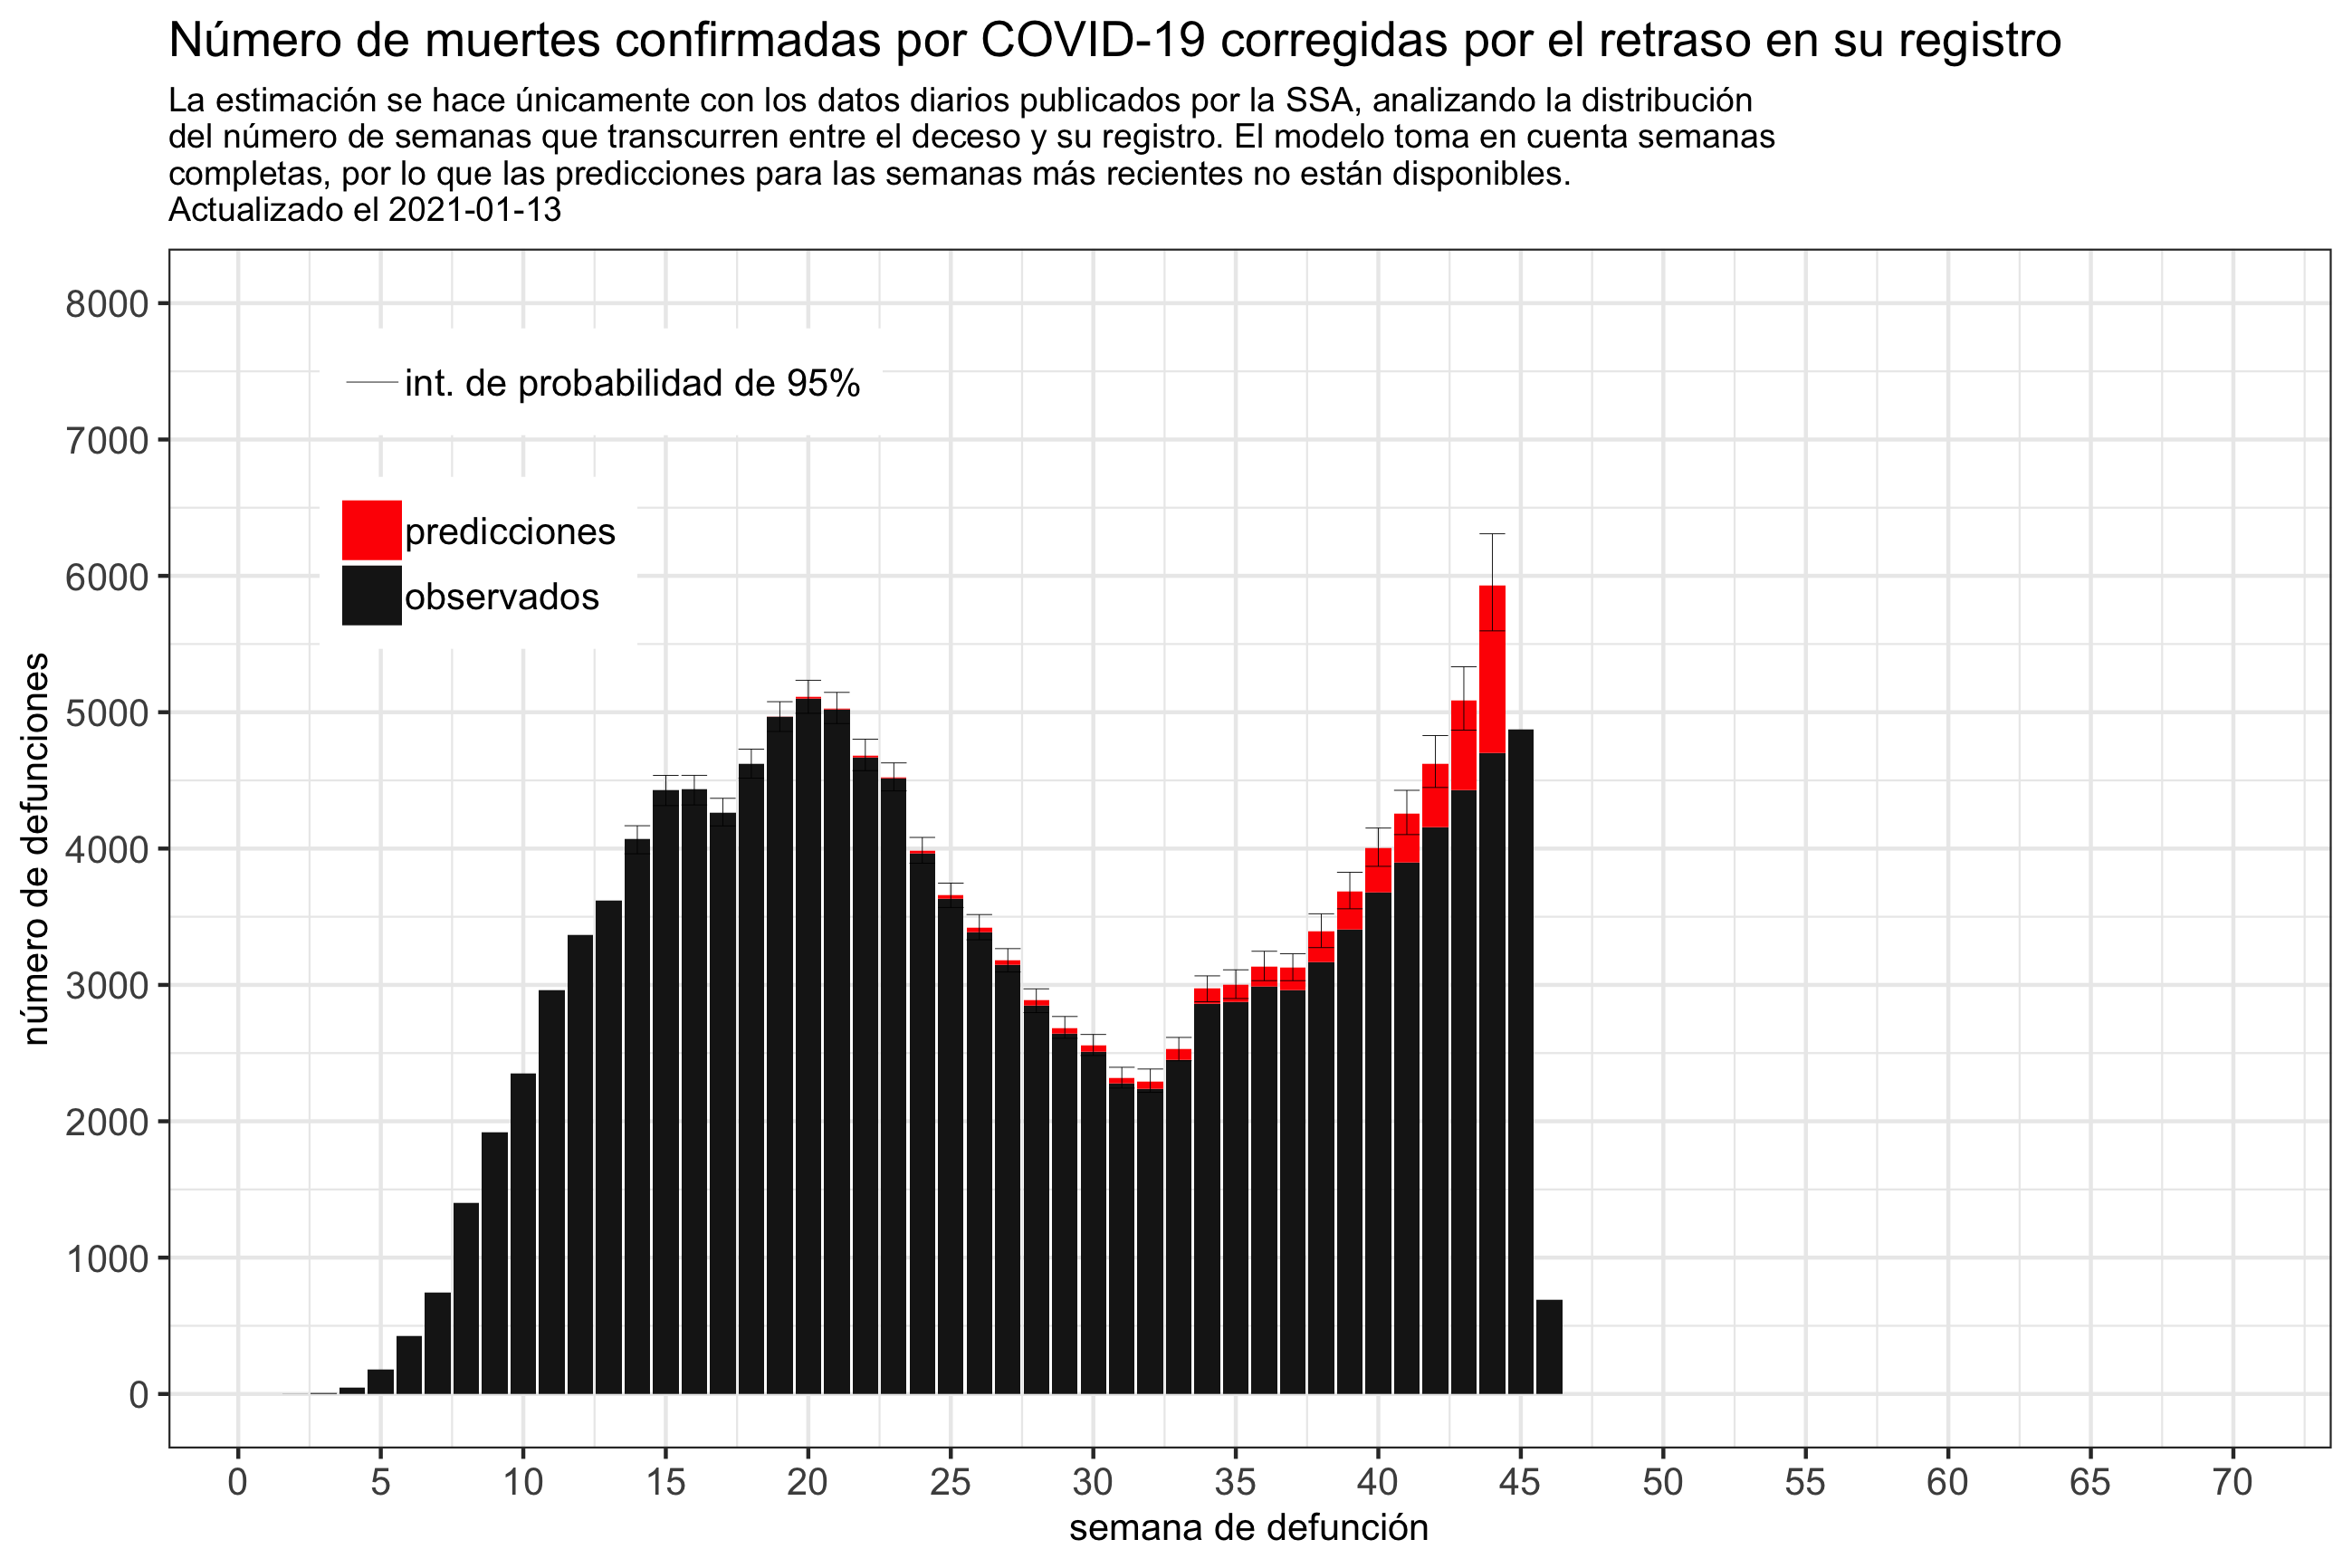 Número de muertes confirmadas por COVID-19 corregidas por el retraso en su registro
La estimación se hace únicamente con los datos diarios publicados por la SSA, analizando la distribución
del número de semanas que transcurren entre el deceso y su registro. El modelo toma en cuenta semanas
completas, por lo que las predicciones para las semanas más recientes no están disponibles.
Actualizado el 2021-01-13
8000
7000
6000
5000
4000
3000
2000
1000
0
número de defunciones
int. de probabilidad de 95%
predicciones
observados
0 5 10 15 20 25 30 35 40 45 50 55 60 65 70
semana de defunción